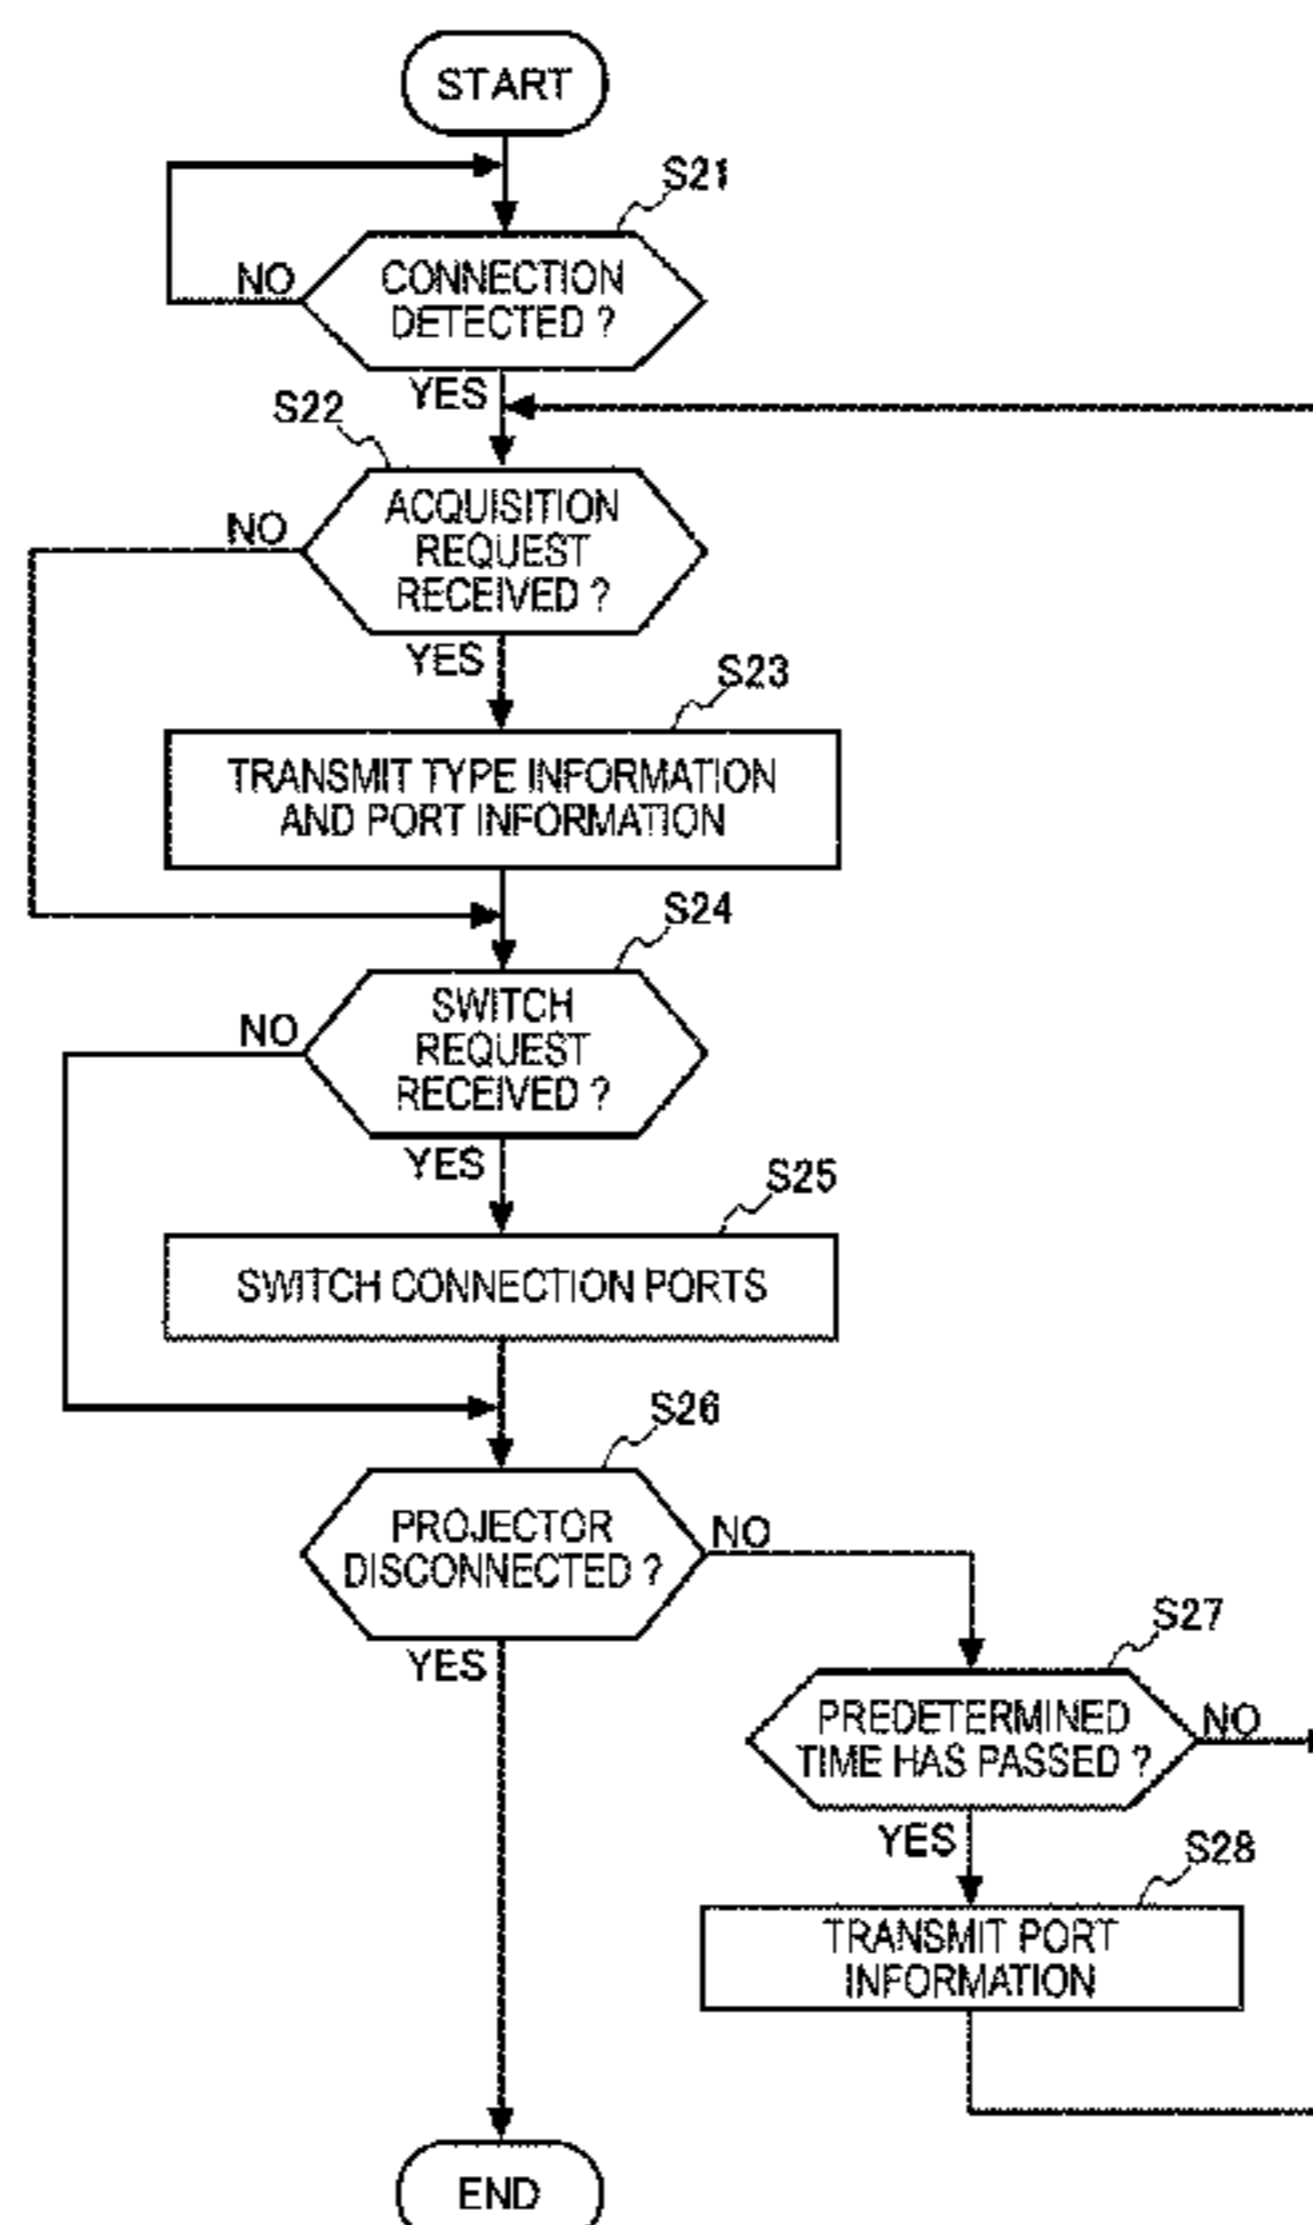 START
S21
NO
CONNECTION
DETECTED ?
YES
S22
NO
ACQUISITION
REQUEST
RECEIVED ?
YES
S23
TRANSMIT TYPE INFORMATION
AND PORT INFORMATION
S24
NO
SWITCH
REQUEST
RECEIVED ?
YES
S25
SWITCH CONNECTION PORTS
S26
PROJECTOR
DISCONNECTED ?
NO
YES
S27
PREDETERMINED
TIME HAS PASSED ?
NO
YES
S28
TRANSMIT PORT
INFORMATION
END